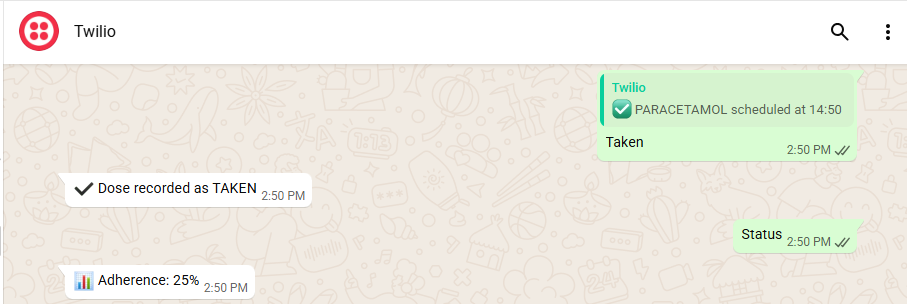 Twilio
Twilio
✅ PARACETAMOL scheduled at 14:50
Taken
2:50 PM
✔ Dose recorded as TAKEN 2:50 PM
Status 2:50 PM
📊 Adherence: 25% 2:50 PM